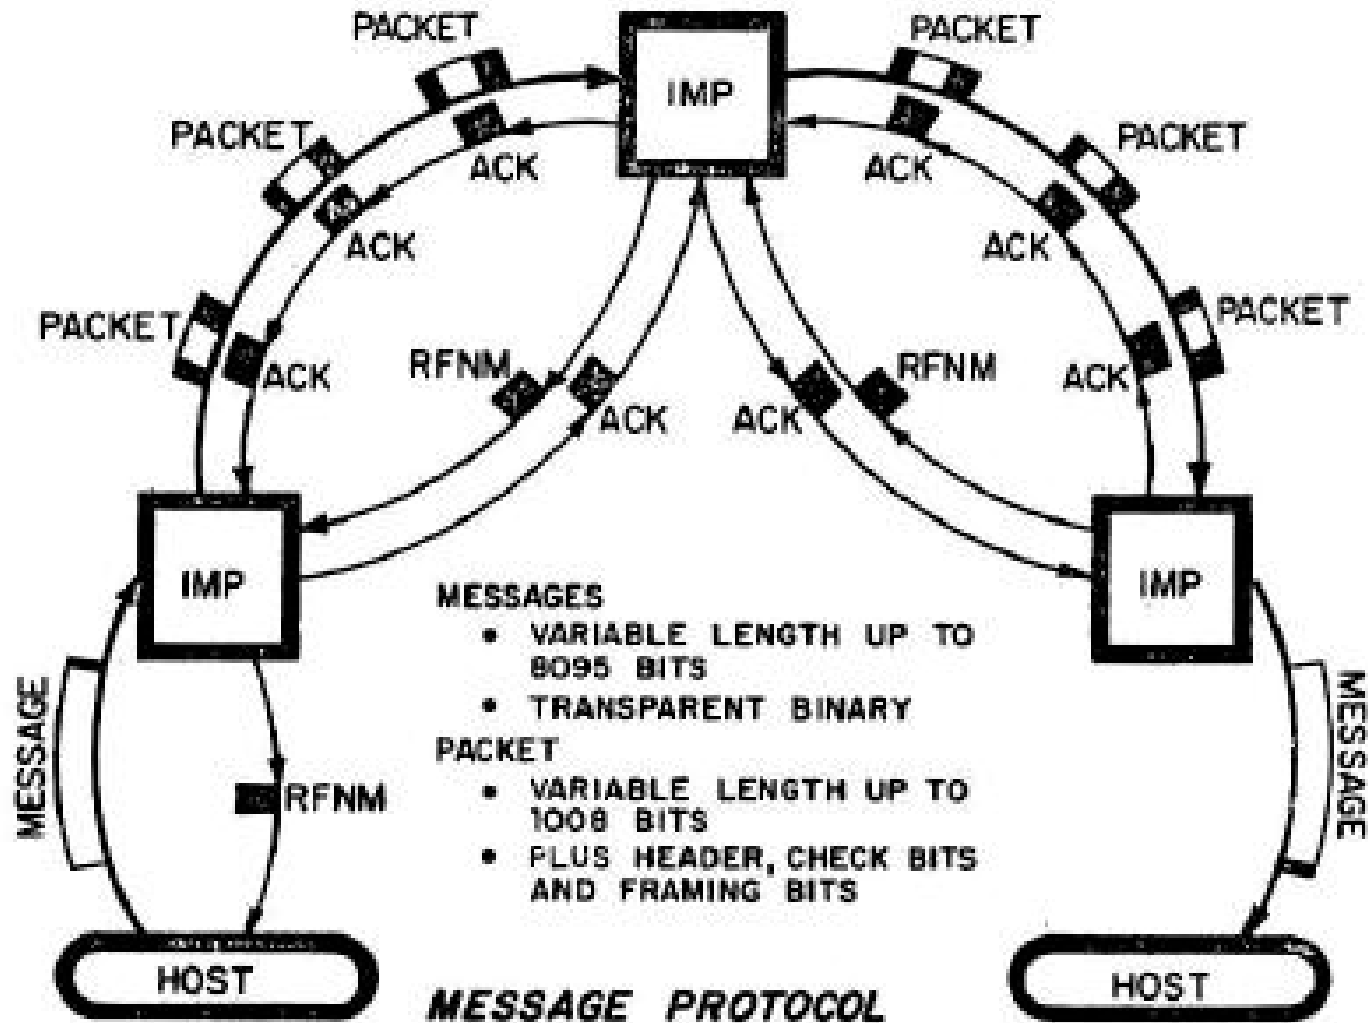 PACKET
PACKET
IMP
PACKET
PACKET
ACK
ACK
ACK
ACK
PACKET
PACKET
ACK
RFNM
ACK
ACK
RFNM
ACK
IMP
IMP
MESSAGES
• VARIABLE LENGTH UP TO
8095 BITS
• TRANSPARENT BINARY
PACKET
• VARIABLE LENGTH UP TO
1008 BITS
• PLUS HEADER, CHECK BITS
AND FRAMING BITS
MESSAGE
RFNM
MESSAGE
HOST
HOST
MESSAGE PROTOCOL